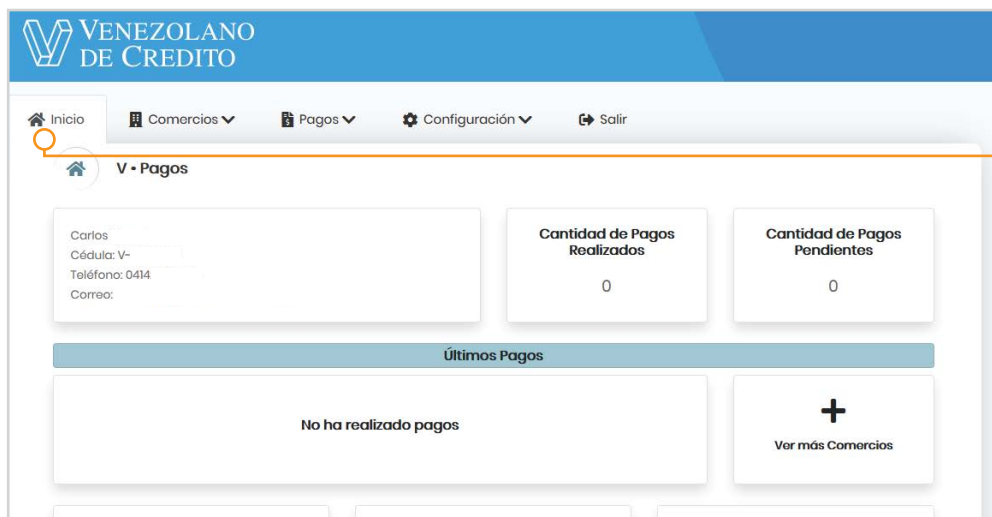 VENEZOLANO
DE CREDITO
Inicio
Comercios
Pagos
Configuración
Salir
V • Pagos
Carlos
Cédula: V-
Teléfono: 0414
Correo:
Cantidad de Pagos
Realizados
0
Cantidad de Pagos
Pendientes
0
Últimos Pagos
No ha realizado pagos
Ver más Comercios